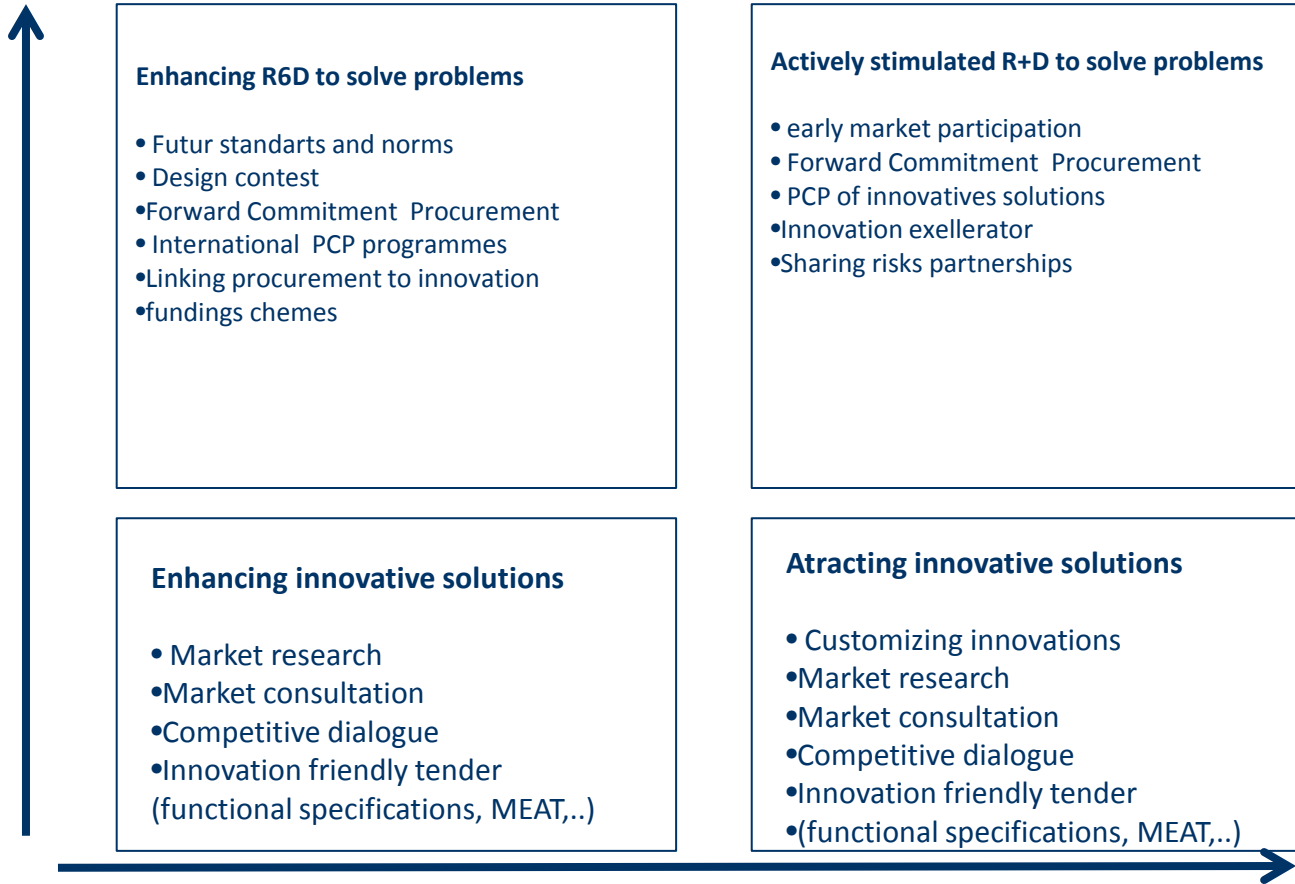 Enhancing R6D to solve problems
• Futur standarts and norms
• Design contest
•Forward Commitment Procurement
• International PCP programmes
•Linking procurement to innovation
•fundings chemes
Actively stimulated R+D to solve problems
• early market participation
• Forward Commitment Procurement
• PCP of innovatives solutions
•Innovation exellerator
•Sharing risks partnerships
Enhancing innovative solutions
• Market research
•Market consultation
•Competitive dialogue
•Innovation friendly tender
(functional specifications, MEAT,..)
Atracting innovative solutions
• Customizing innovations
•Market research
•Market consultation
•Competitive dialogue
•Innovation friendly tender
•(functional specifications, MEAT,..)